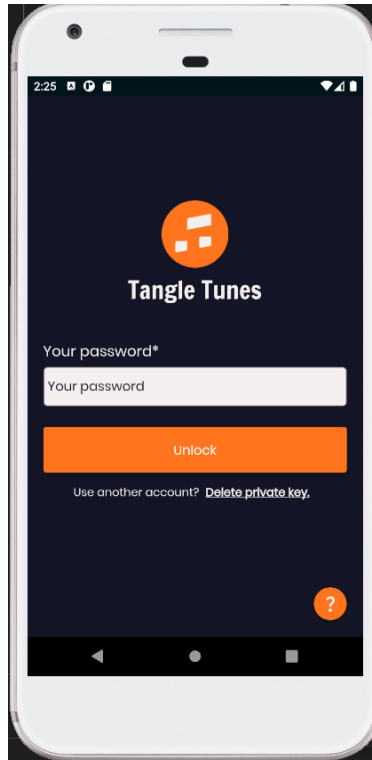 2:25
Tangle Tunes
Your password*
Your password
Unlock
Use another account? Delete private key.
?